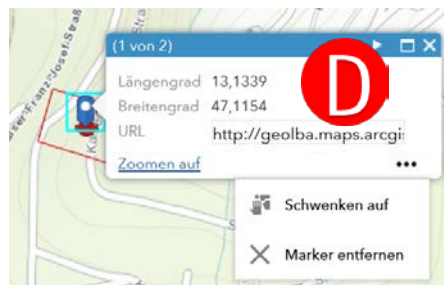 (1 von 2)
D
Längengrad 13,1339
Breitengrad 47,1154
URL http://geolba.maps.arcgi
Zoomen auf
Schwenken auf
Marker entfernen